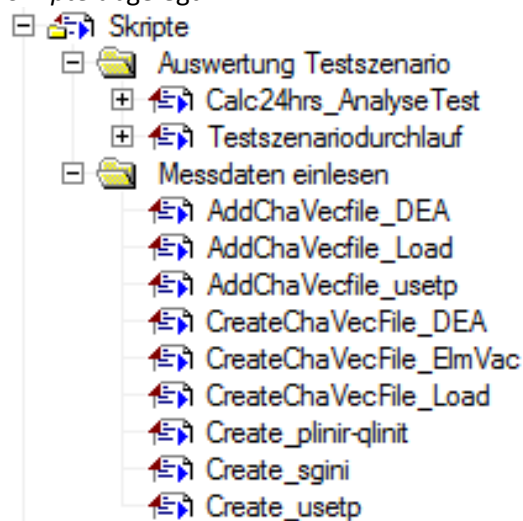 Skripte
Auswertung Testszenario
Calc24hrs_AnalyseTest
Testszenariodurchlauf
Messdaten einlesen
AddChaVecfile_DEA
AddChaVecfile_Load
AddChaVecfile_usetp
CreateChaVecFile_DEA
CreateChaVecFile_ElmVac
CreateChaVecFile_Load
Create_plinir-qlinit
Create_sgini
Create_usetp